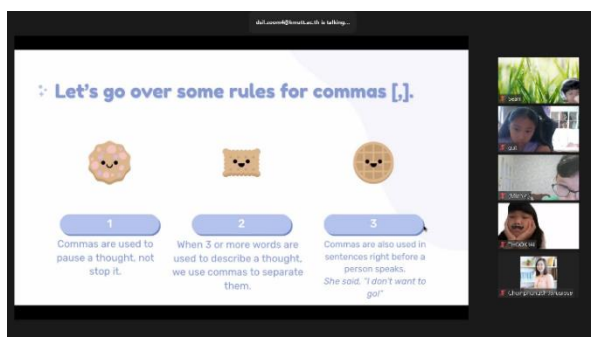 is talking...
Let's go over some rules for commas [,].
1
Commas are used to
pause a thought, not
stop it.
2
When 3 or more words are
used to describe a thought,
we use commas to separate
them.
3
Commas are also used in
sentences right before a
person speaks.
She said, "I don't want to
go!"